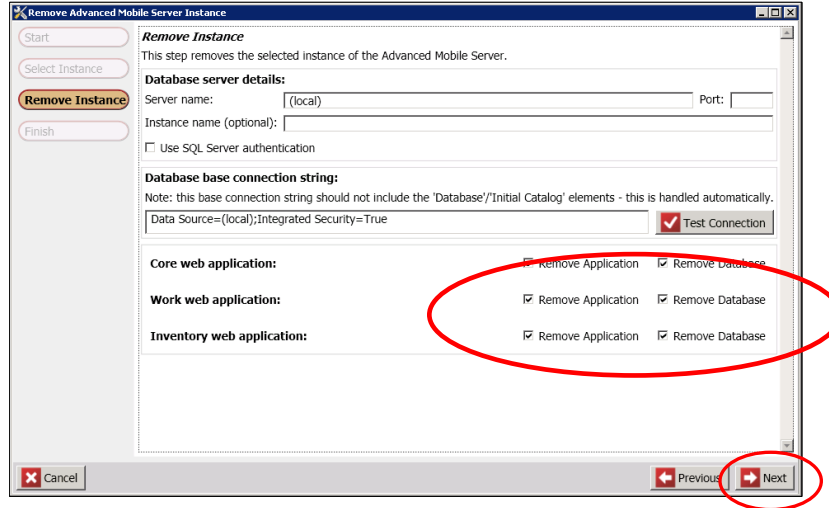 Remove Advanced Mobile Server Instance
Start
Select Instance
Remove Instance
Finish
Remove Instance
This step removes the selected instance of the Advanced Mobile Server.
Database server details:
Server name: (local) Port:
Instance name (optional):
Use SQL Server authentication
Database base connection string:
Note: this base connection string should not include the 'Database'/'Initial Catalog' elements - this is handled automatically.
Data Source=(local);Integrated Security=True Test Connection
Core web application: Remove Application Remove Database
Work web application: Remove Application Remove Database
Inventory web application: Remove Application Remove Database
Cancel Previous Next